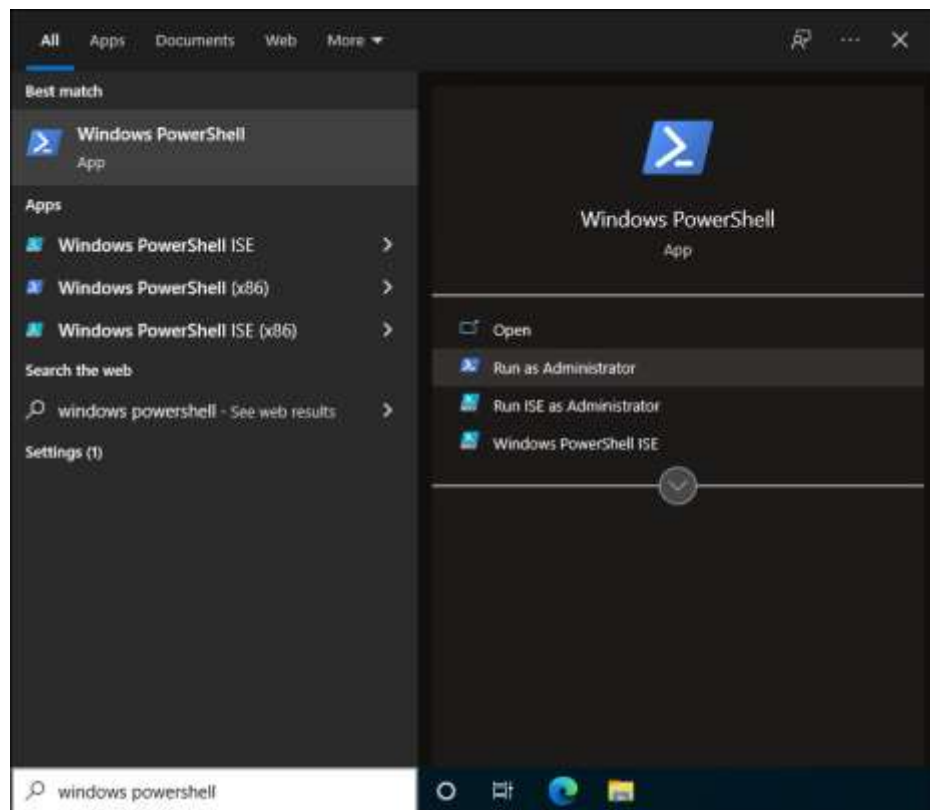 All Apps Documents Web More
Best match
Windows PowerShell
App
Apps
Windows PowerShell ISE
Windows PowerShell (x86)
Windows PowerShell ISE (x86)
Search the web
windows powershell - See web results
Settings (1)
Windows PowerShell
App
Open
Run as Administrator
Run ISE as Administrator
Windows PowerShell ISE
windows powershell